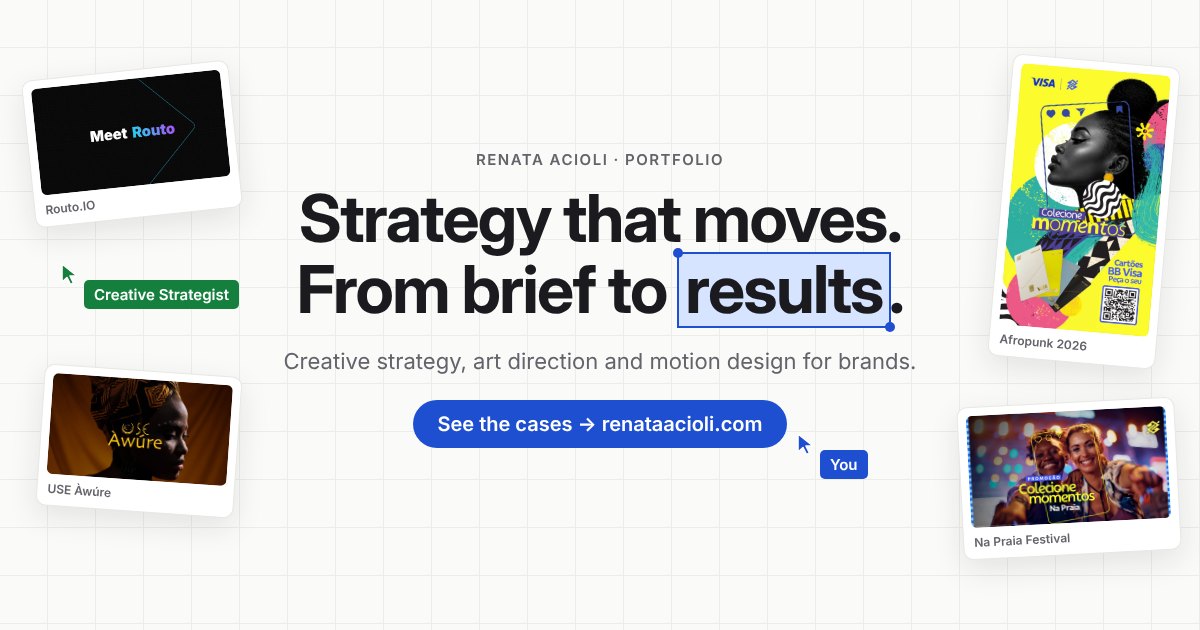 RENATA ACIOLI · PORTFOLIO
Strategy that moves.
From brief to results.
Creative strategy, art direction and motion design for brands.
See the cases → renataacioli.com
You
Meet Routo
Routo.IO
Creative Strategist
USE
Àwúre
USE Àwúre
VISA
Colecione
momentos
Cartões
BB Visa
Peça o seu
Afropunk 2026
PROMOÇÃO
Colecione
momentos
Na Praia
Na Praia Festival